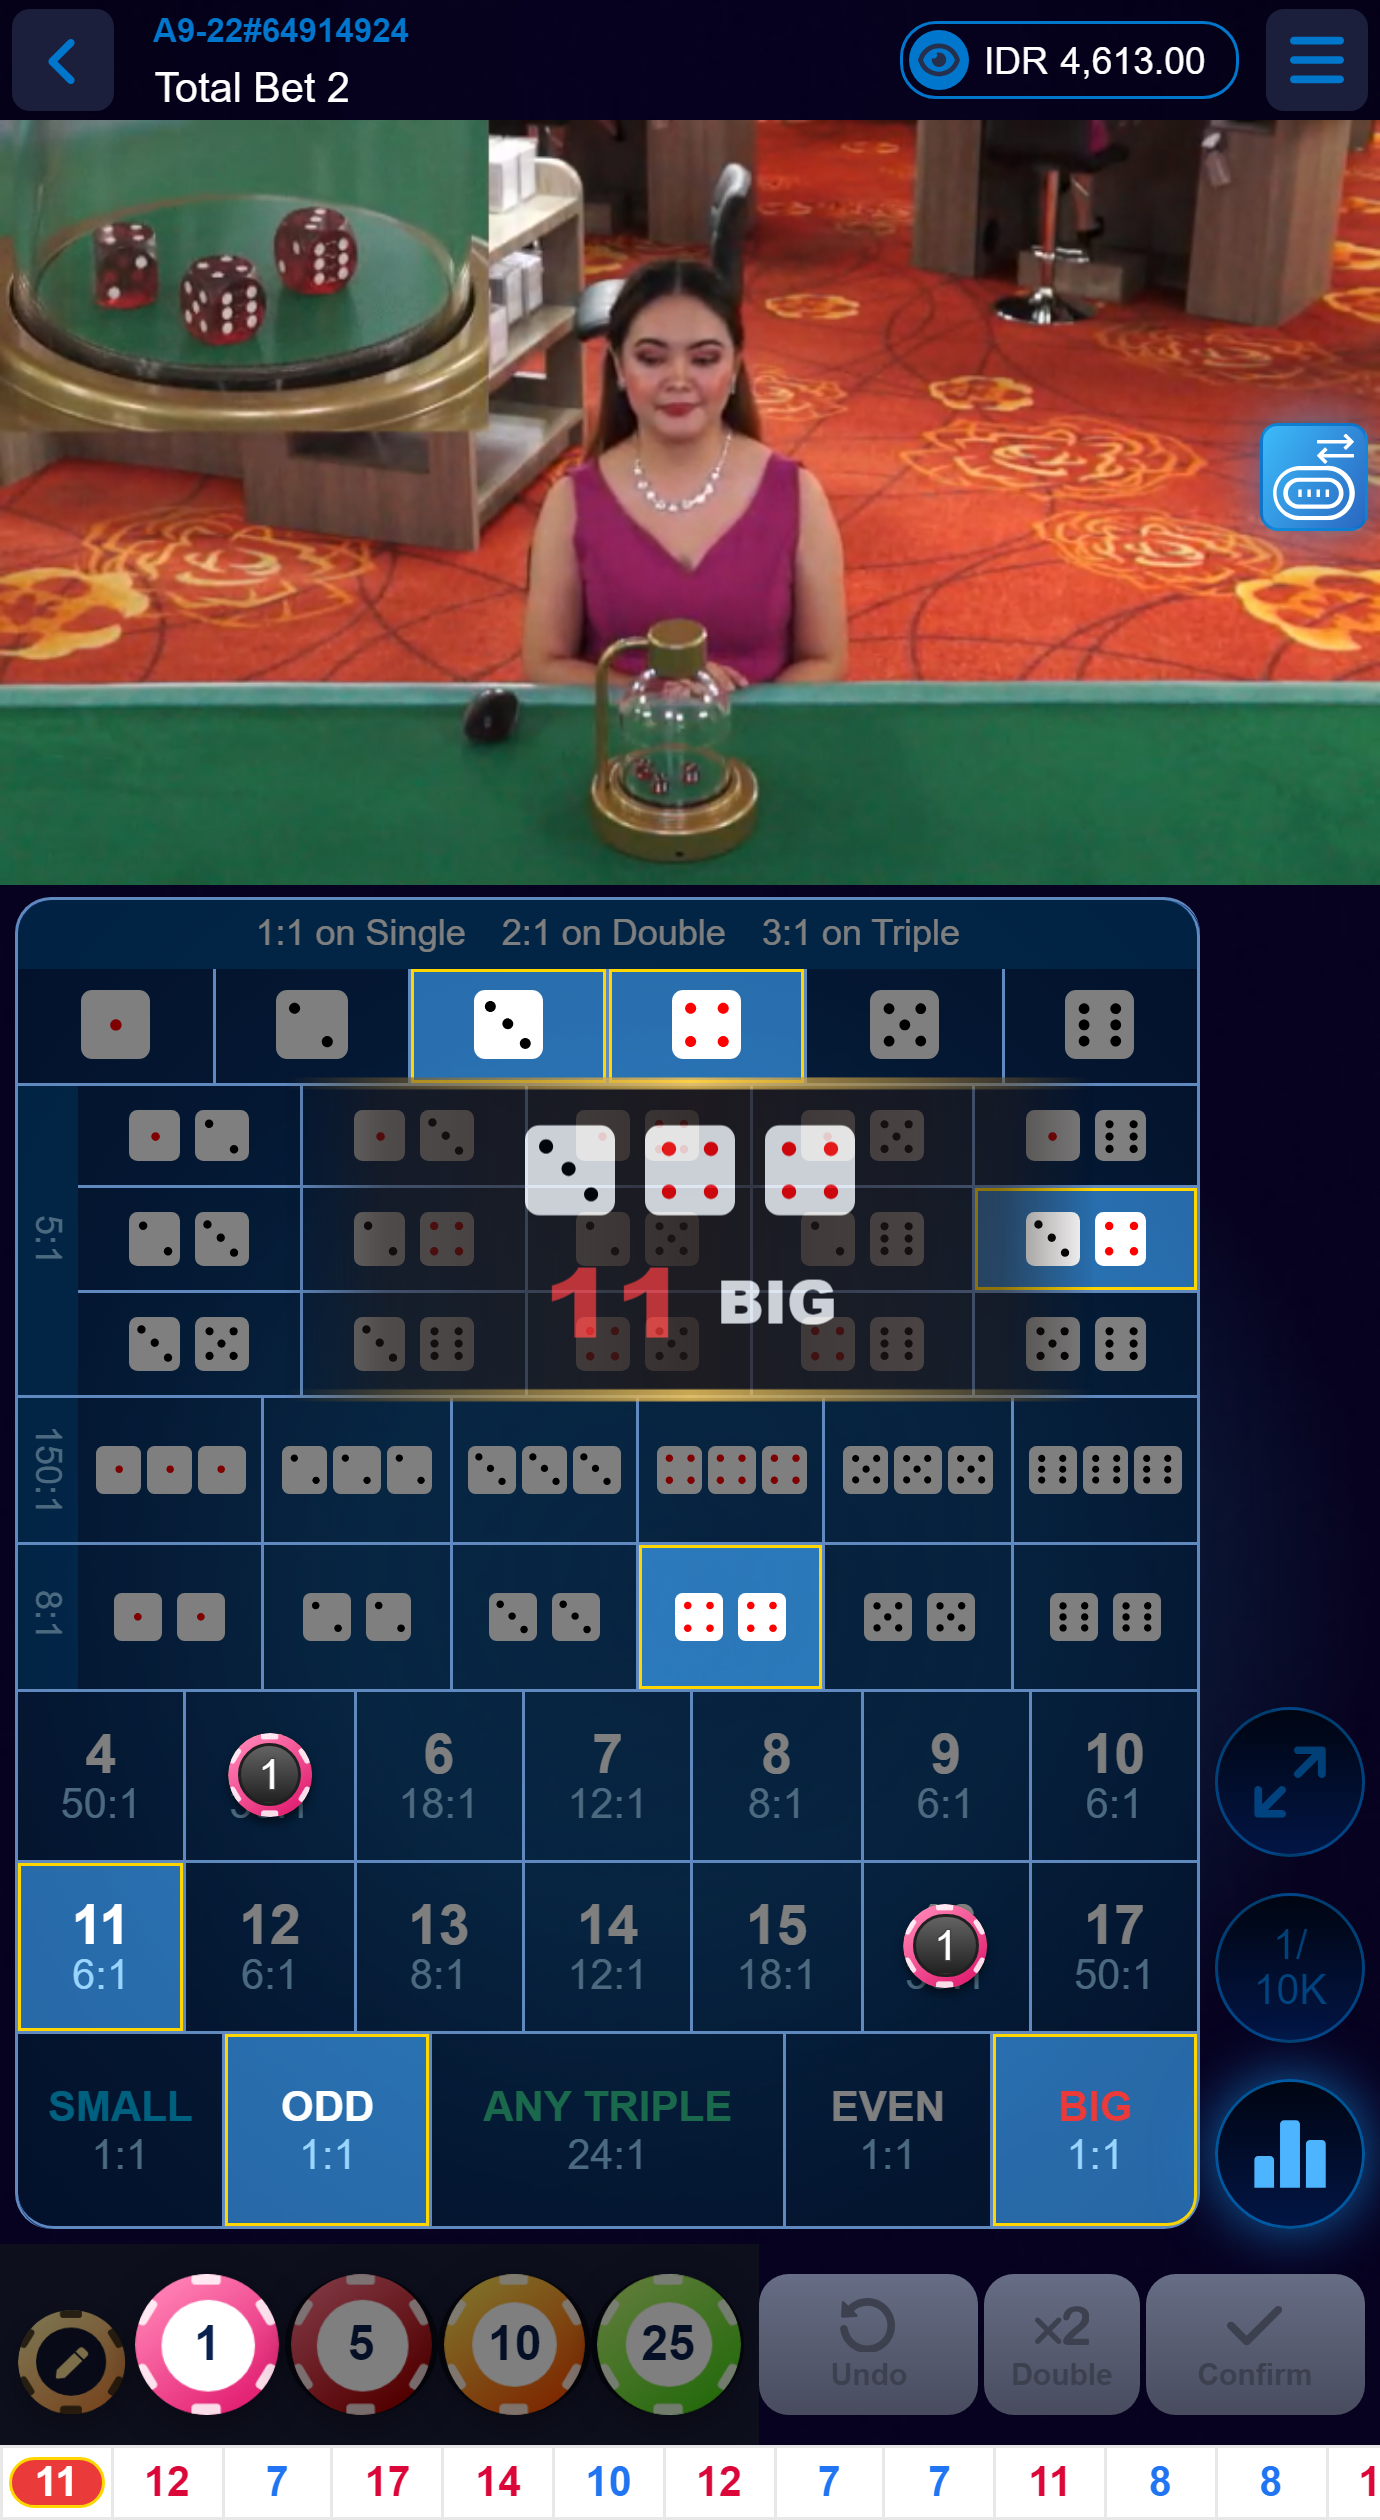 A9-22#64914924
Total Bet 2
IDR 4,613.00
1:1 on Single 2:1 on Double 3:1 on Triple
5:1
11 BIG
150:1
8:1
4 6 7 8 9 10
50:1 18:1 12:1 8:1 6:1 6:1
1
11 12 13 14 15 17
6:1 6:1 8:1 12:1 18:1 50:1
1
1/
10K
SMALL ODD ANY TRIPLE EVEN BIG
1:1 1:1 24:1 1:1 1:1
1 5 10 25
x2
Undo Double Confirm
11 12 7 17 14 10 12 7 7 11 8 8